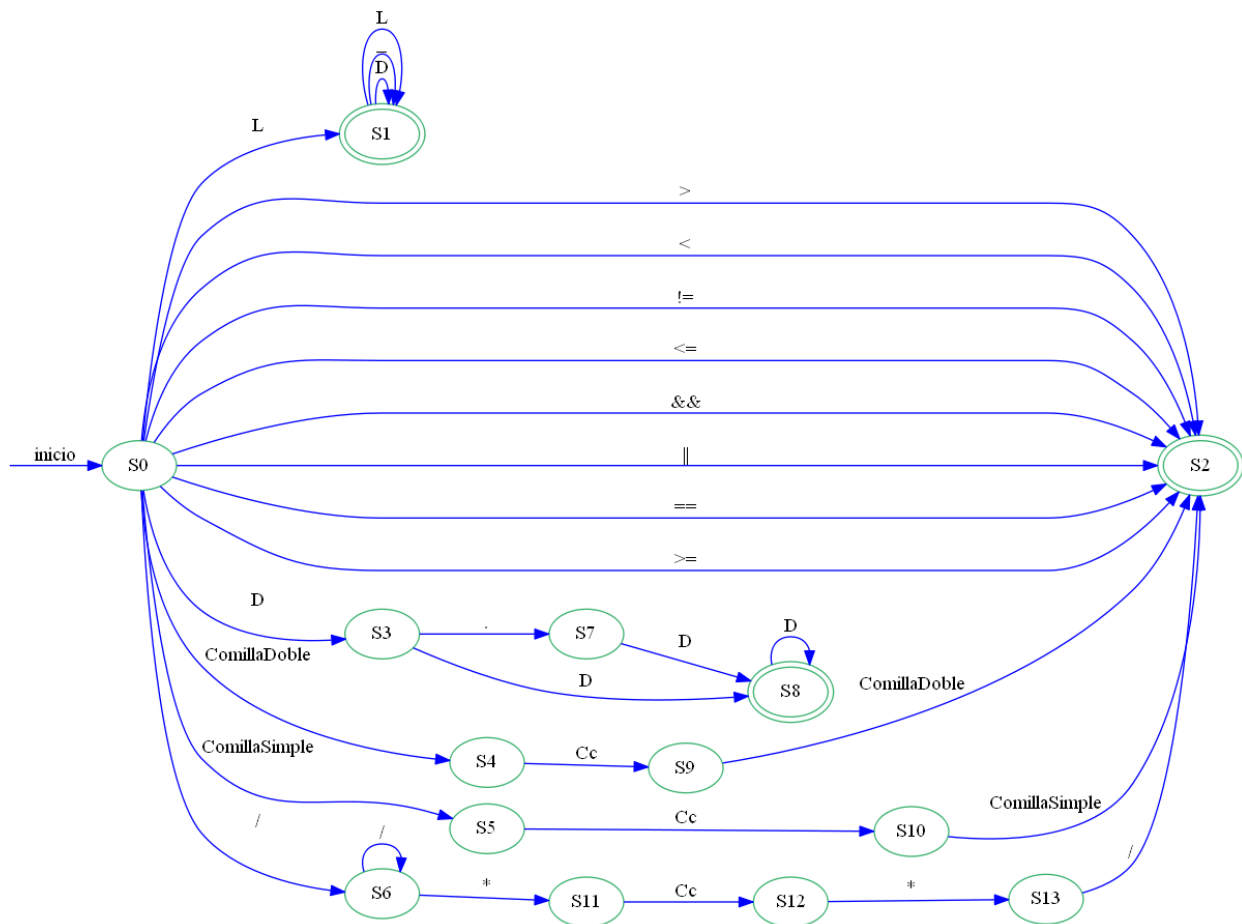 L
_
D
S1
L
>
<
!=
<=
&&
inicio
S0
||
S2
==
>=
D
S3
.
S7
D
D
S8
D
ComillaDoble
ComillaDoble
S4
Cc
S9
ComillaSimple
ComillaSimple
S5
Cc
S10
/
/
S6
*
S11
Cc
S12
*
S13
/